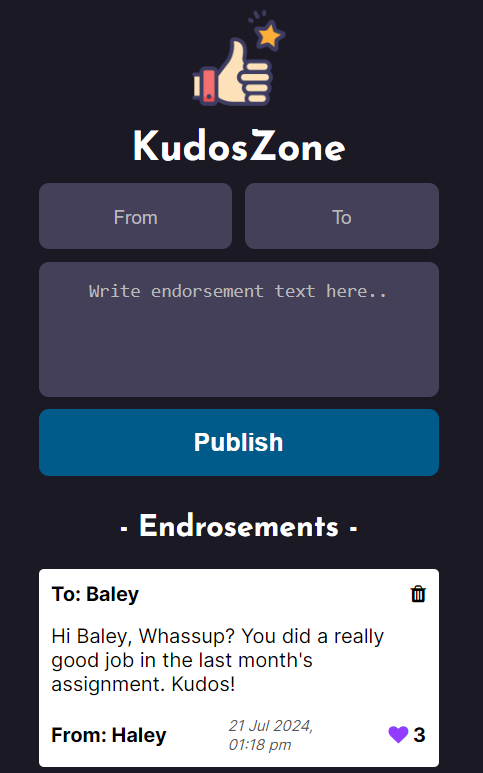 KudosZone
From To
Write endorsement text here..
Publish
- Endrosements -
To: Baley
Hi Baley, Whassup? You did a really
good job in the last month's
assignment. Kudos!
From: Haley 21 Jul 2024, 3
01:18 pm